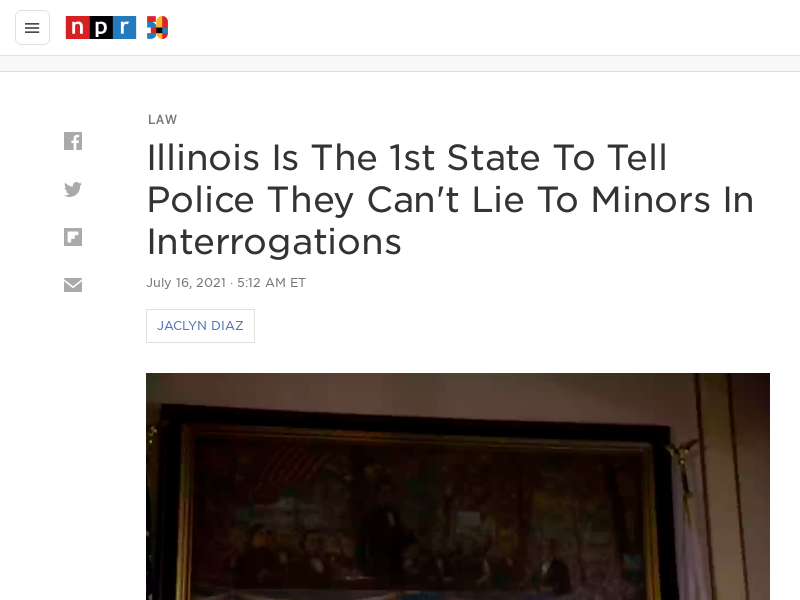 npr
LAW
Illinois Is The 1st State To Tell
Police They Can't Lie To Minors In
Interrogations
July 16, 2021 · 5:12 AM ET
JACLYN DIAZ